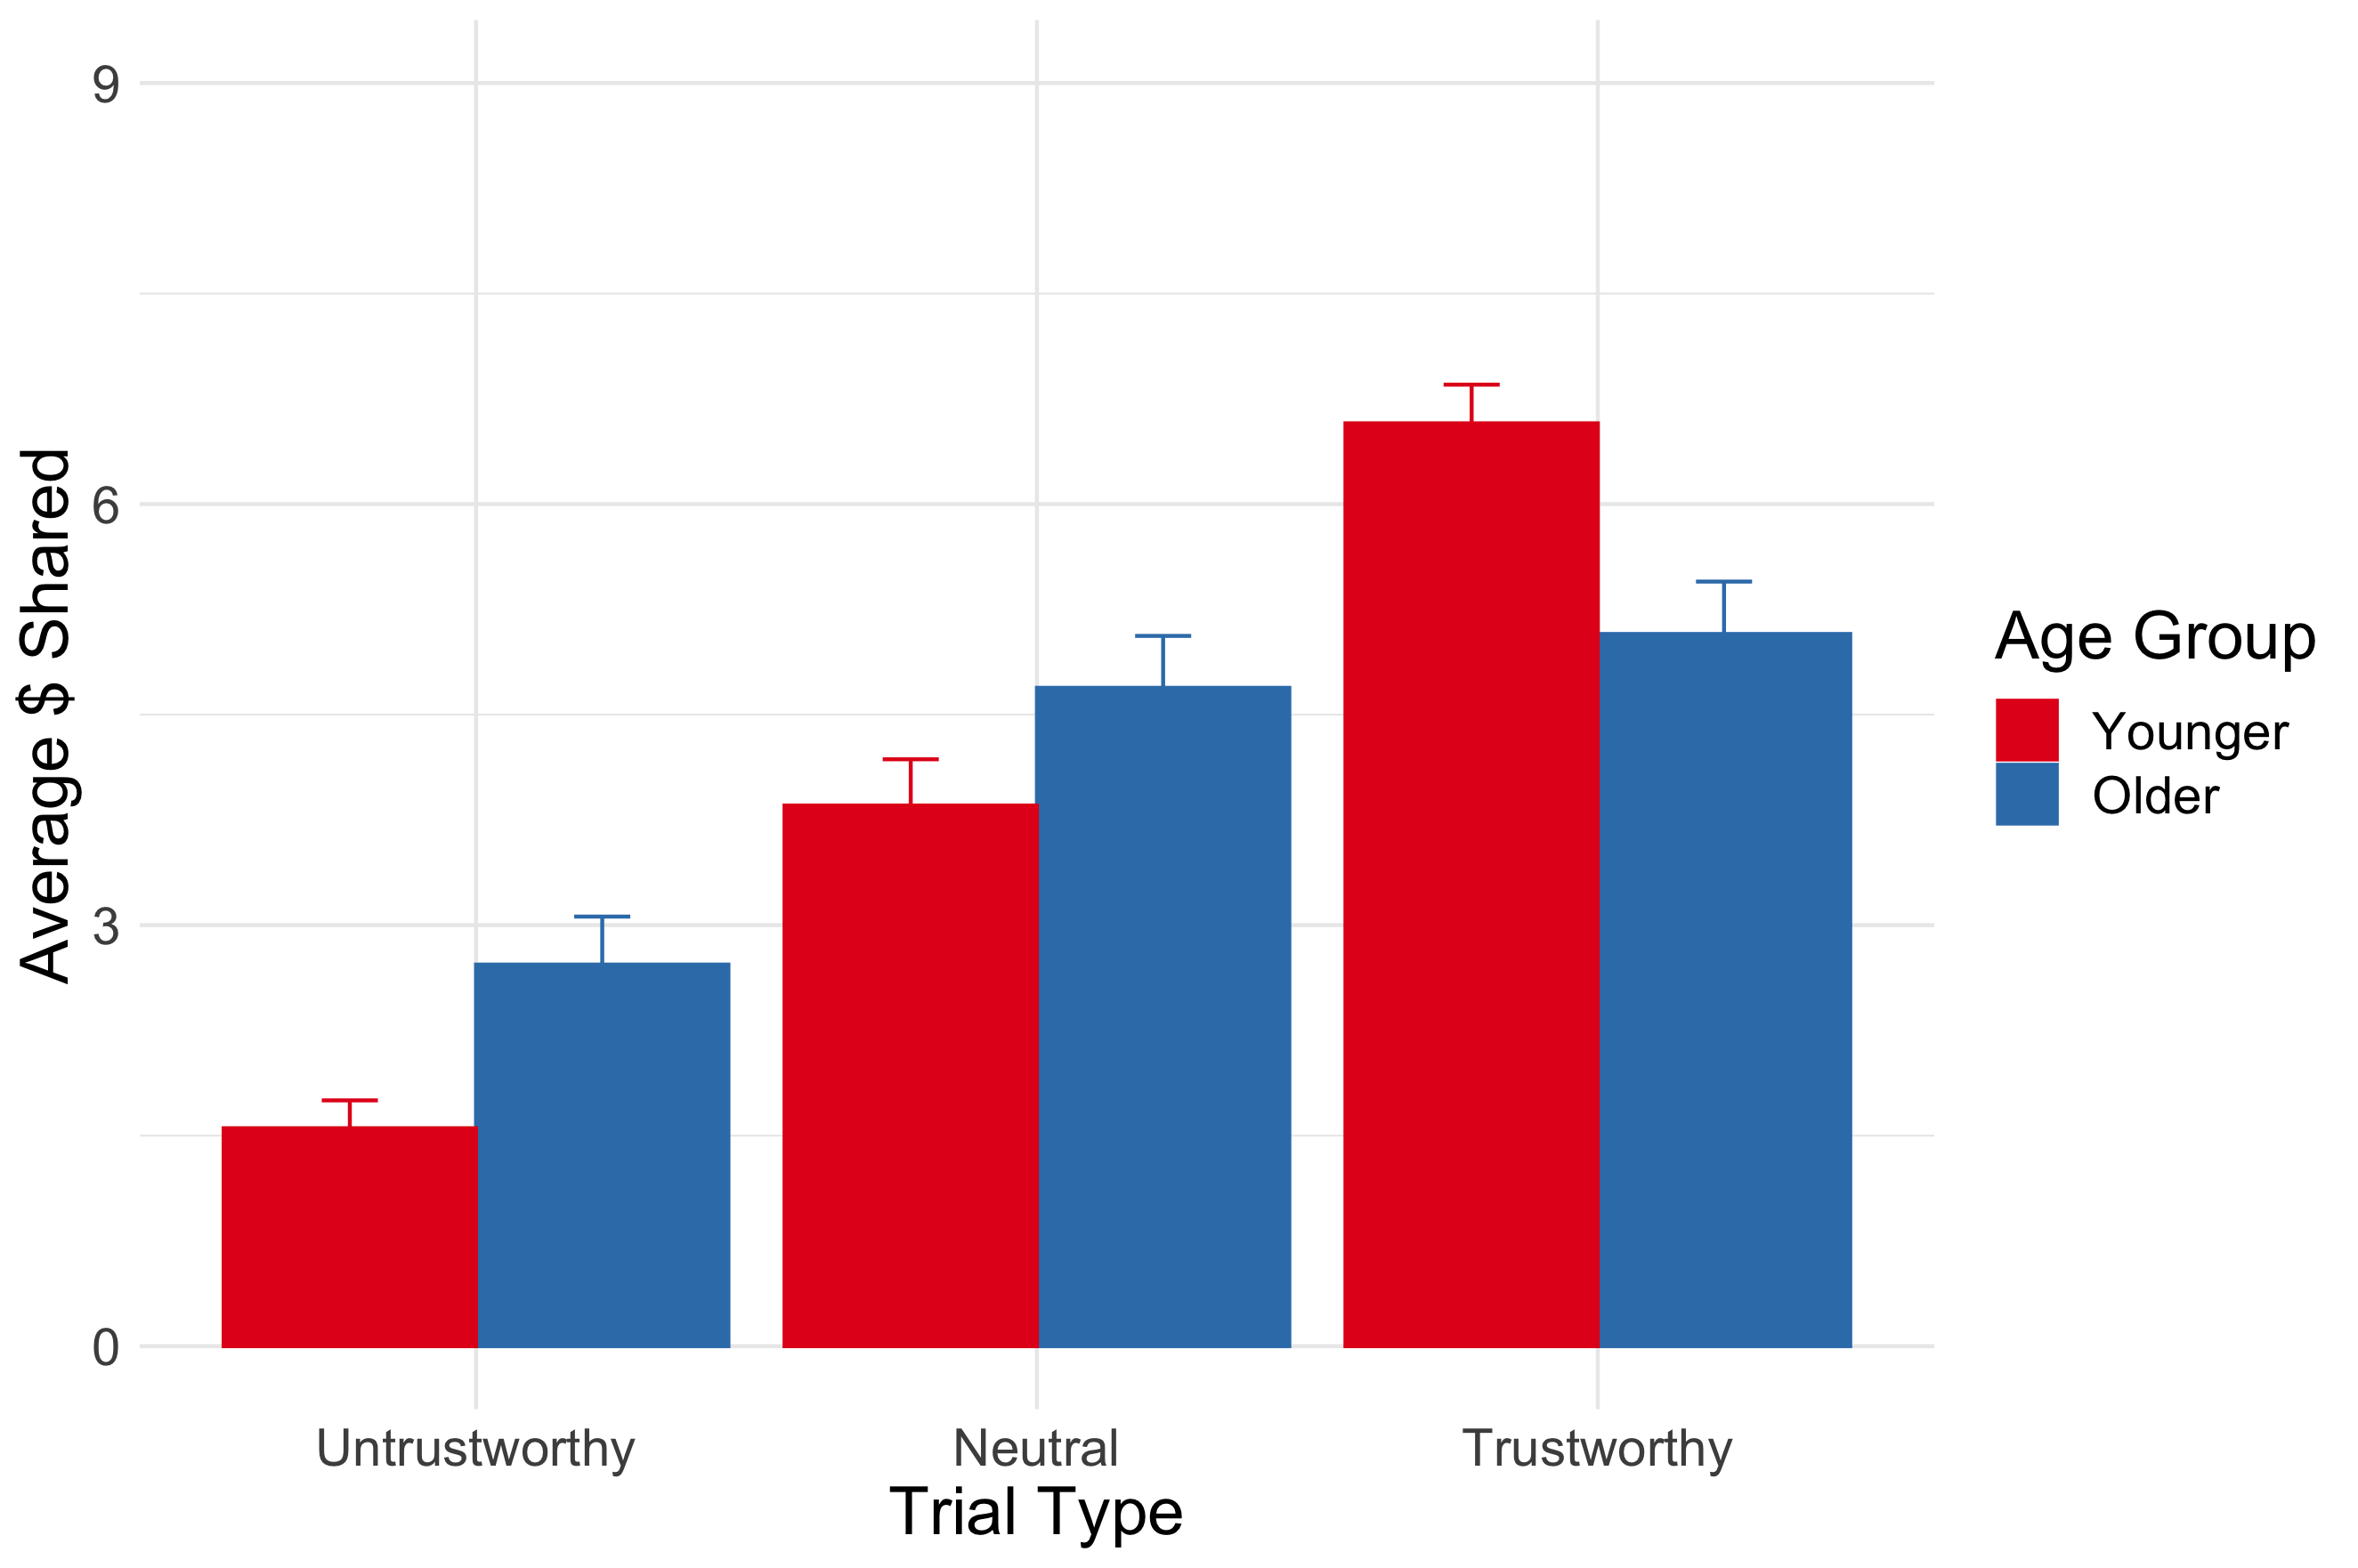 Average $ Shared
9
6
3
0
Untrustworthy
Neutral
Trustworthy
Trial Type
Age Group
Younger
Older